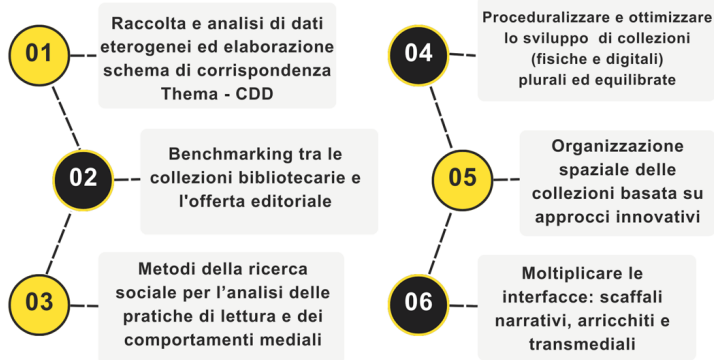 01
Raccolta e analisi di dati
eterogenei ed elaborazione
schema di corrispondenza
Thema - CDD
02
Benchmarking tra le
collezioni bibliotecarie e
l'offerta editoriale
03
Metodi della ricerca
sociale per l’analisi delle
pratiche di lettura e dei
comportamenti mediali
04
Proceduralizzare e ottimizzare
lo sviluppo di collezioni
(fisiche e digitali)
plurali ed equilibrate
05
Organizzazione
spaziale delle
collezioni basata su
approcci innovativi
06
Moltiplicare le
interfacce: scaffali
narrativi, arricchiti e
transmediali